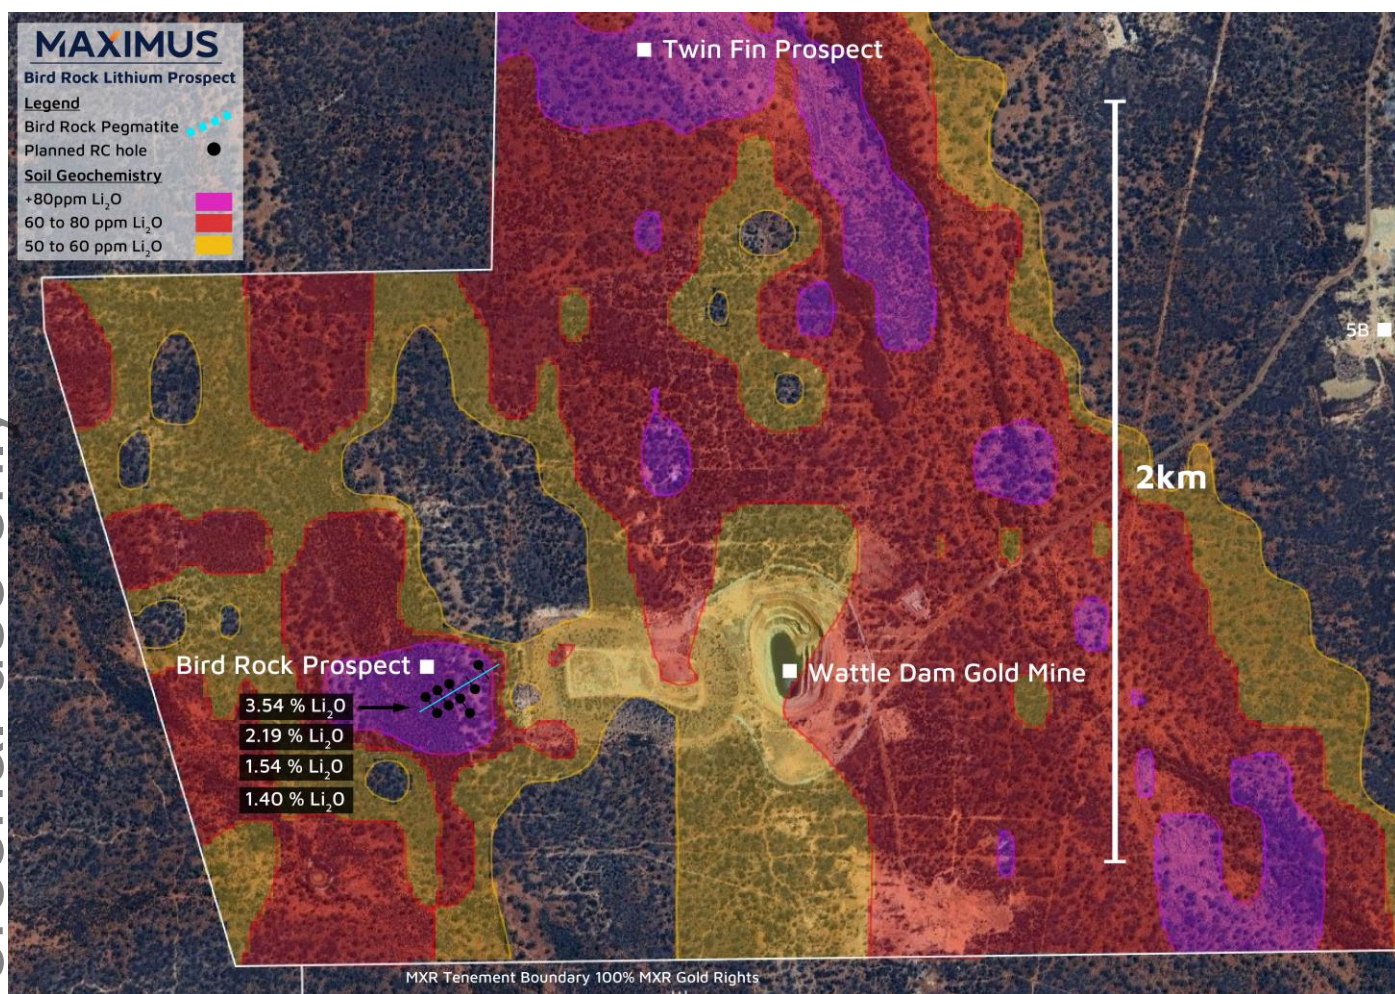 MAXIMUS
Bird Rock Lithium Prospect
Legend
Bird Rock Pegmatite
Planned RC hole
Soil Geochemistry
+80ppm Li₂O
60 to 80 ppm Li₂O
50 to 60 ppm Li₂O
Twin Fin Prospect
5B
2km
Bird Rock Prospect
Wattle Dam Gold Mine
3.54 % Li₂O
2.19 % Li₂O
1.54 % Li₂O
1.40 % Li₂O
MXR Tenement Boundary 100% MXR Gold Rights